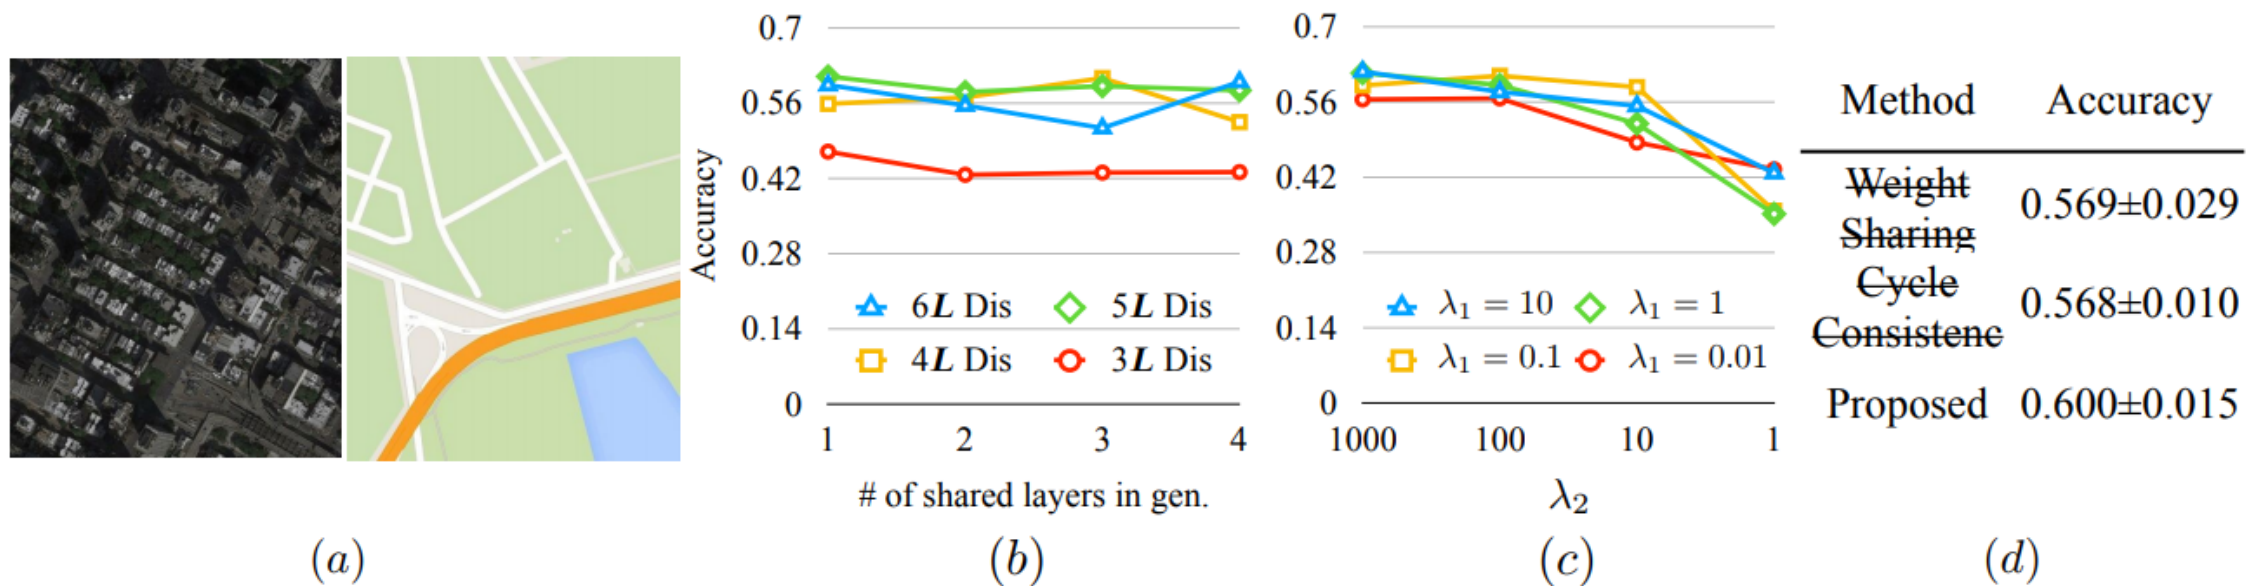 0.7
0.56
0.42
0.28
0.14
0
Accuracy
6L Dis
5L Dis
4L Dis
3L Dis
1 2 3 4
# of shared layers in gen.
0.7
0.56
0.42
0.28
0.14
0
λ₁ = 10
λ₁ = 1
λ₁ = 0.1
λ₁ = 0.01
1000 100 10 1
λ₂
Method Accuracy
Weight
Sharing
0.569±0.029
Cycle
Consistenc
0.568±0.010
Proposed 0.600±0.015
(a) (b) (c) (d)